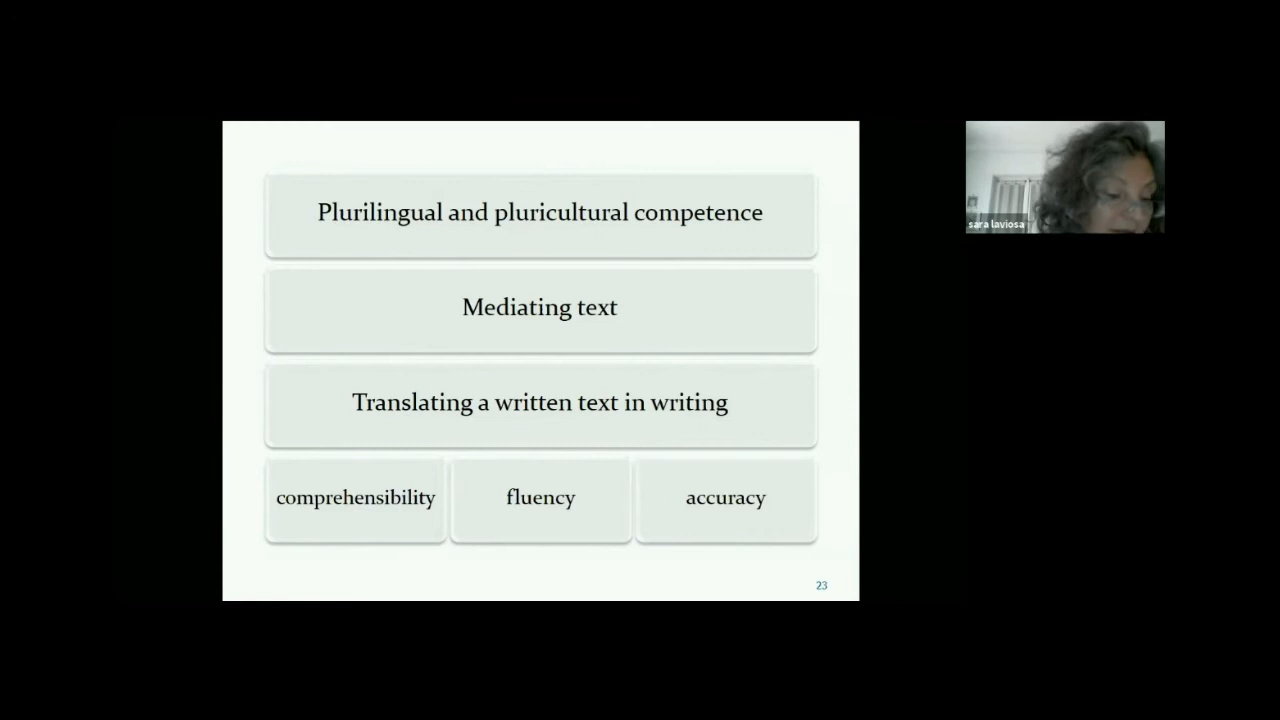 Plurilingual and pluricultural competence
Mediating text
Translating a written text in writing
comprehensibility
fluency
accuracy
23
sara laviosa